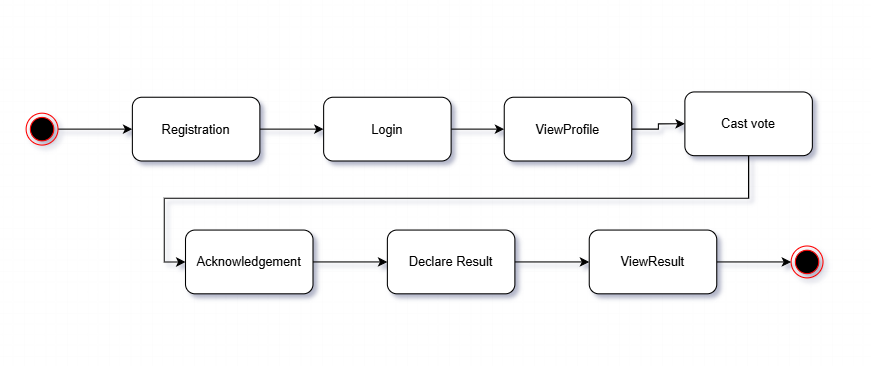 Registration
Login
ViewProfile
Cast vote
Acknowledgement
Declare Result
ViewResult